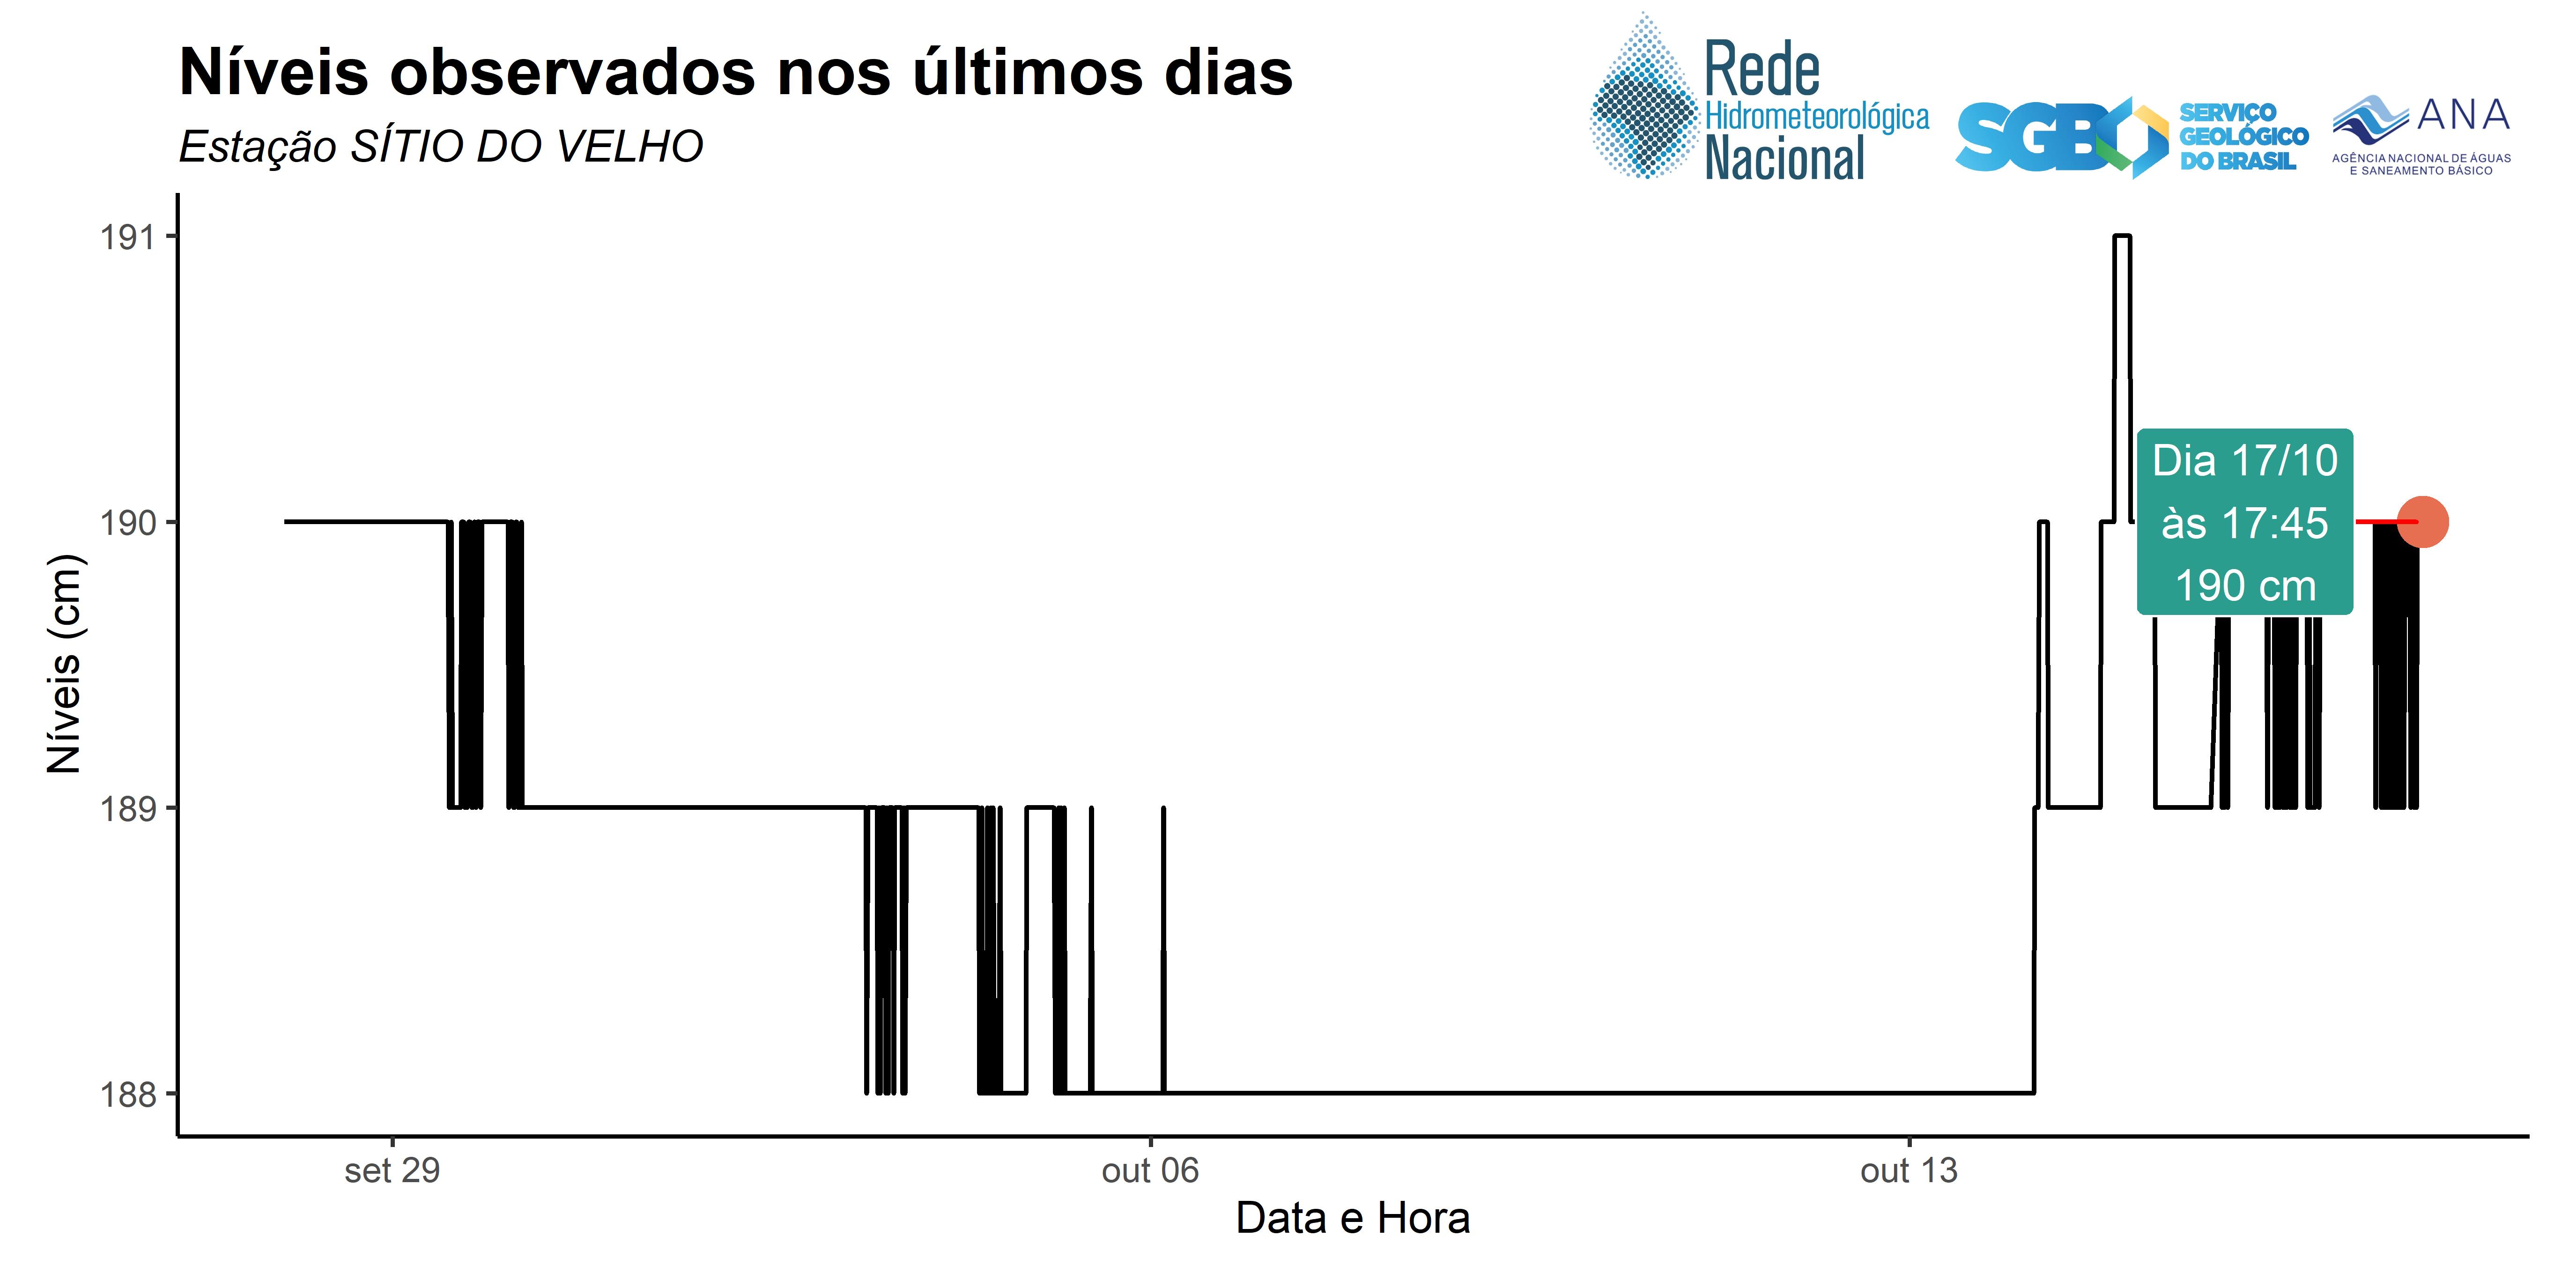 Níveis observados nos últimos dias
Estação SÍTIO DO VELHO
Rede
Hidrometeorológica
Nacional
SGB
SERVIÇO
GEOLÓGICO
DO BRASIL
ANA
AGÊNCIA NACIONAL DE ÁGUAS
E SANEAMENTO BÁSICO
191
190
189
188
Níveis (cm)
Dia 17/10
às 17:45
190 cm
set 29
out 06
out 13
Data e Hora